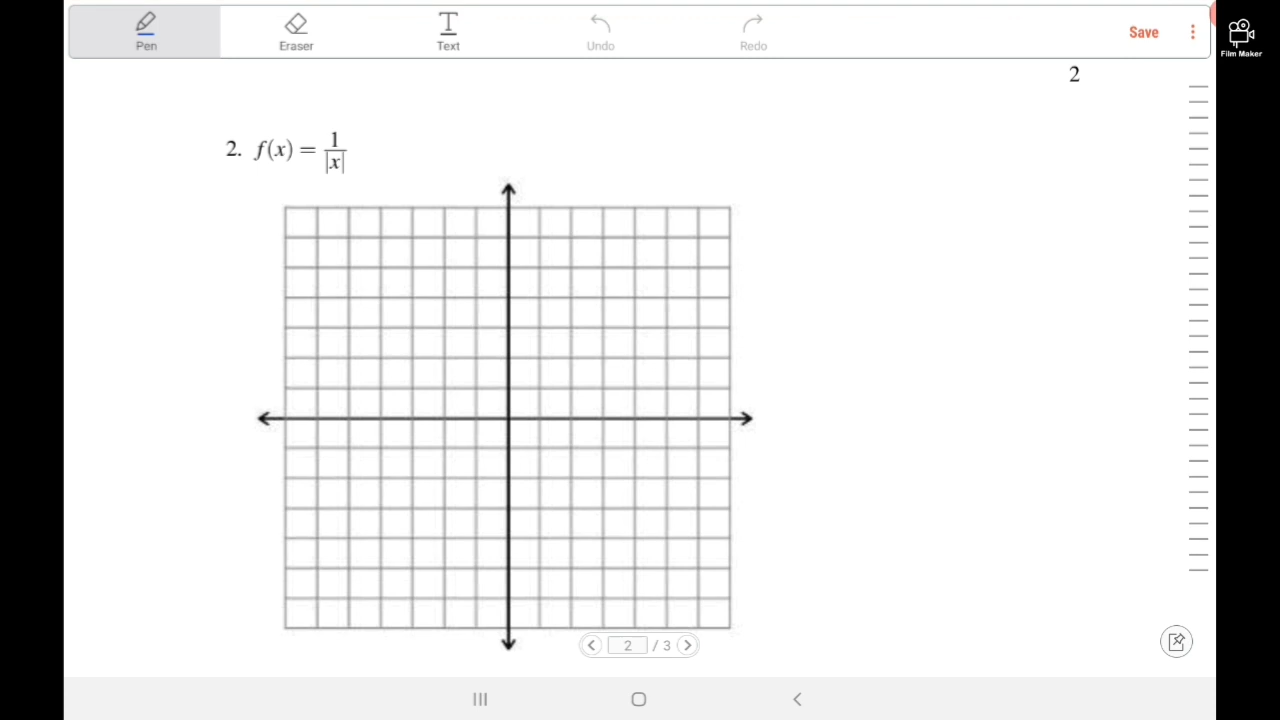 Pen Eraser Text Undo Redo Save
Film Maker
2
2. f(x) = 1/|x|
2 / 3